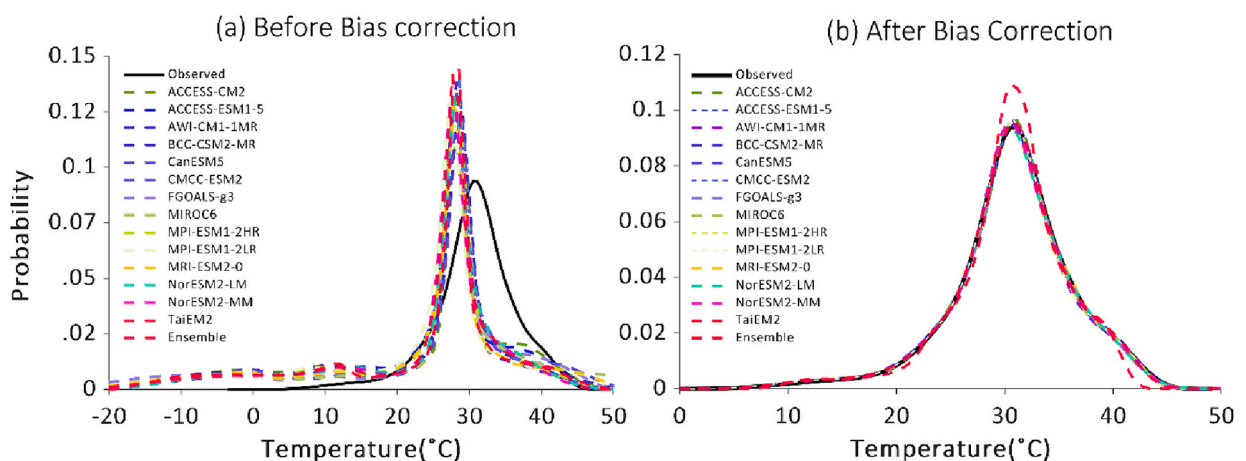 (a) Before Bias correction
0.15
0.12
0.1
0.07
0.05
0.02
0
Probability
Observed
ACCESS-CM2
ACCESS-ESM1-5
AWI-CM1-1MR
BCC-CSM2-MR
CanESM5
CMCC-ESM2
FGOALS-g3
MIROC6
MPI-ESM1-2HR
MPI-ESM1-2LR
MRI-ESM2-0
NorESM2-LM
NorESM2-MM
TaiEM2
Ensemble
-20 -10 0 10 20 30 40 50
Temperature(˚C)
(b) After Bias Correction
0.12
0.1
0.08
0.06
0.04
0.02
0
Observed
ACCESS-CM2
ACCESS-ESM1-5
AWI-CM1-1MR
BCC-CSM2-MR
CanESM5
CMCC-ESM2
FGOALS-g3
MIROC6
MPI-ESM1-2HR
MPI-ESM1-2LR
MRI-ESM2-0
NorESM2-LM
NorESM2-MM
TaiEM2
Ensemble
0 10 20 30 40 50
Temperature(˚C)